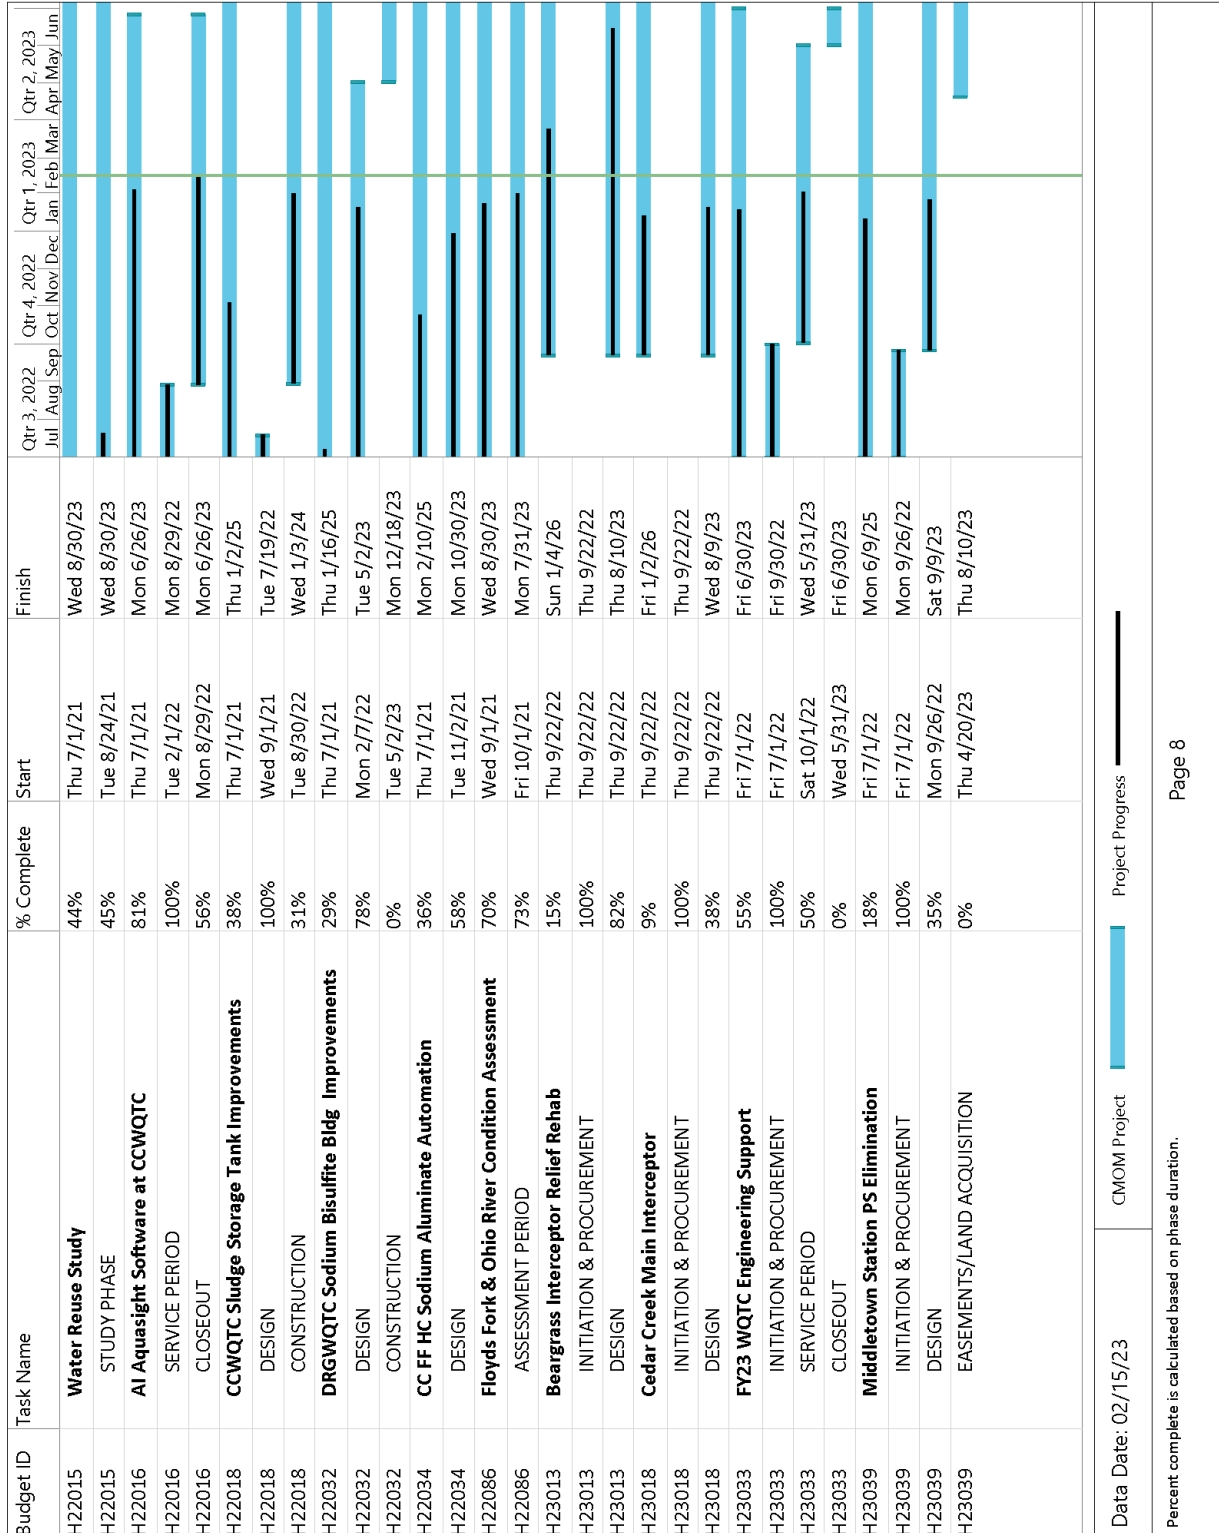 Budget ID Task Name % Complete Start Finish Qtr 3, 2022 Qtr 4, 2022 Qtr 1, 2023 Qtr 2, 2023
Jul Aug Sep Oct Nov Dec Jan Feb Mar Apr May Jun
H22015 Water Reuse Study 44% Thu 7/1/21 Wed 8/30/23
H22015 STUDY PHASE 45% Tue 8/24/21 Wed 8/30/23
H22016 AI Aquasight Software at CCWQTC 81% Thu 7/1/21 Mon 6/26/23
H22016 SERVICE PERIOD 100% Tue 2/1/22 Mon 8/29/22
H22016 CLOSEOUT 56% Mon 8/29/22 Mon 6/26/23
H22018 CCWQTC Sludge Storage Tank Improvements 38% Thu 7/1/21 Thu 1/2/25
H22018 DESIGN 100% Wed 9/1/21 Tue 7/19/22
H22018 CONSTRUCTION 31% Tue 8/30/22 Wed 1/3/24
H22032 DRGWQTC Sodium Bisulfite Bldg Improvements 29% Thu 7/1/21 Thu 1/16/25
H22032 DESIGN 78% Mon 2/7/22 Tue 5/2/23
H22032 CONSTRUCTION 0% Tue 5/2/23 Mon 12/18/23
H22034 CC FF HC Sodium Aluminate Automation 36% Thu 7/1/21 Mon 2/10/25
H22034 DESIGN 58% Tue 11/2/21 Mon 10/30/23
H22086 Floyds Fork & Ohio River Condition Assessment 70% Wed 9/1/21 Wed 8/30/23
H22086 ASSESSMENT PERIOD 73% Fri 10/1/21 Mon 7/31/23
H23013 Beargrass Interceptor Relief Rehab 15% Thu 9/22/22 Sun 1/4/26
H23013 INITIATION & PROCUREMENT 100% Thu 9/22/22 Thu 9/22/22
H23013 DESIGN 82% Thu 9/22/22 Thu 8/10/23
H23018 Cedar Creek Main Interceptor 9% Thu 9/22/22 Fri 1/2/26
H23018 INITIATION & PROCUREMENT 100% Thu 9/22/22 Thu 9/22/22
H23018 DESIGN 38% Thu 9/22/22 Wed 8/9/23
H23033 FY23 WQTC Engineering Support 55% Fri 7/1/22 Fri 6/30/23
H23033 INITIATION & PROCUREMENT 100% Fri 7/1/22 Fri 9/30/22
H23033 SERVICE PERIOD 50% Sat 10/1/22 Wed 5/31/23
H23033 CLOSEOUT 0% Wed 5/31/23 Fri 6/30/23
H23039 Middletown Station PS Elimination 18% Fri 7/1/22 Mon 6/9/25
H23039 INITIATION & PROCUREMENT 100% Fri 7/1/22 Mon 9/26/22
H23039 DESIGN 35% Mon 9/26/22 Sat 9/9/23
H23039 EASEMENTS/LAND ACQUISITION 0% Thu 4/20/23 Thu 8/10/23
Data Date: 02/15/23 CMOM Project Project Progress
Percent complete is calculated based on phase duration.
Page 8